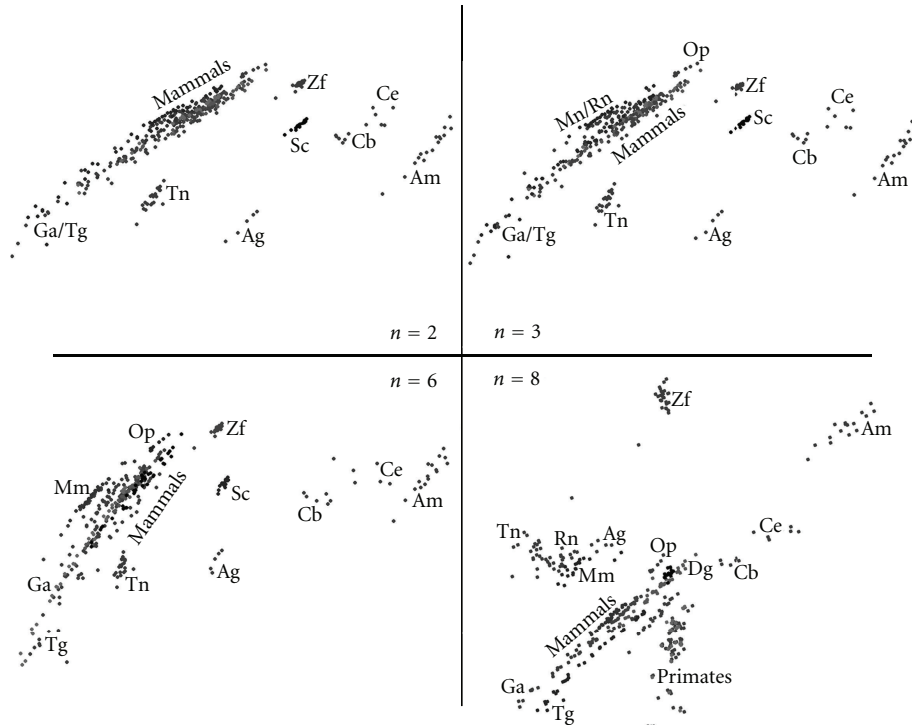 Mammals
Zf
Ce
Sc
Cb
Am
Tn
Ga/Tg
Ag
n = 2
Op
Zf
Mn/Rn
Ce
Sc
Mammals
Cb
Am
Tn
Ga/Tg
Ag
n = 3
n = 6
Op
Zf
Mm
Ce
Sc
Mammals
Am
Cb
Ga
Tn
Ag
Tg
n = 8
Zf
Am
Tn
Rn
Ag
Ce
Op
Mm
Dg
Cb
Mammals
Primates
Ga
Tg